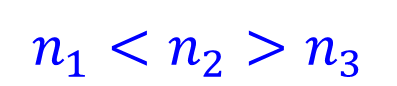 n₁ < n₂ > n₃